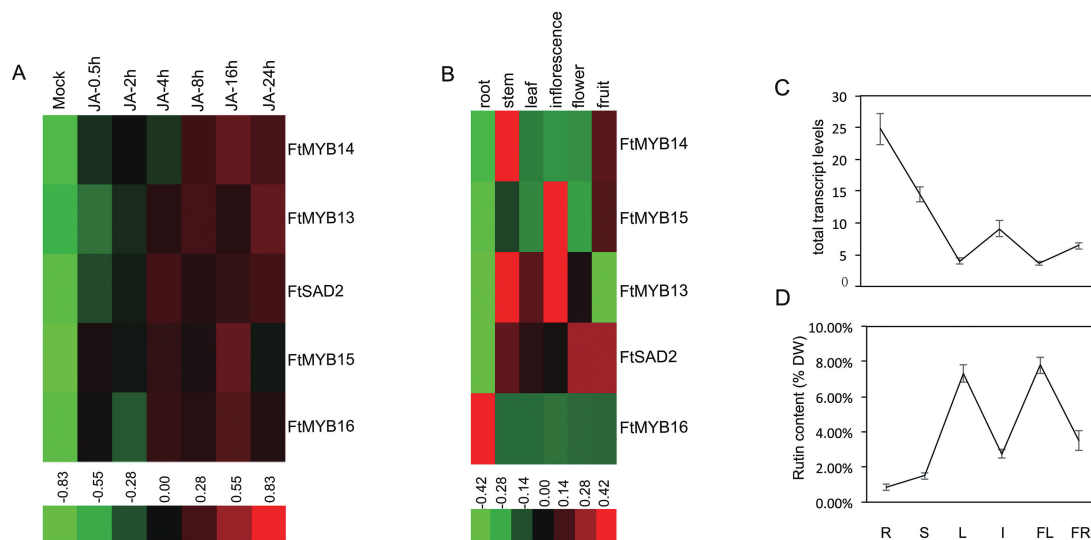 A
Mock
JA-0.5h
JA-2h
JA-4h
JA-8h
JA-16h
JA-24h
FtMYB14
FtMYB13
FtSAD2
FtMYB15
FtMYB16
-0.83
-0.55
-0.28
0.00
0.28
0.55
0.83
B
root
stem
leaf
inflorescence
flower
fruit
FtMYB14
FtMYB15
FtMYB13
FtSAD2
FtMYB16
-0.42
-0.28
-0.14
0.00
0.14
0.28
0.42
C
total transcript levels
30
25
20
15
10
5
0
D
Rutin content (% DW)
10.00%
8.00%
6.00%
4.00%
2.00%
0.00%
R S L I FL FR